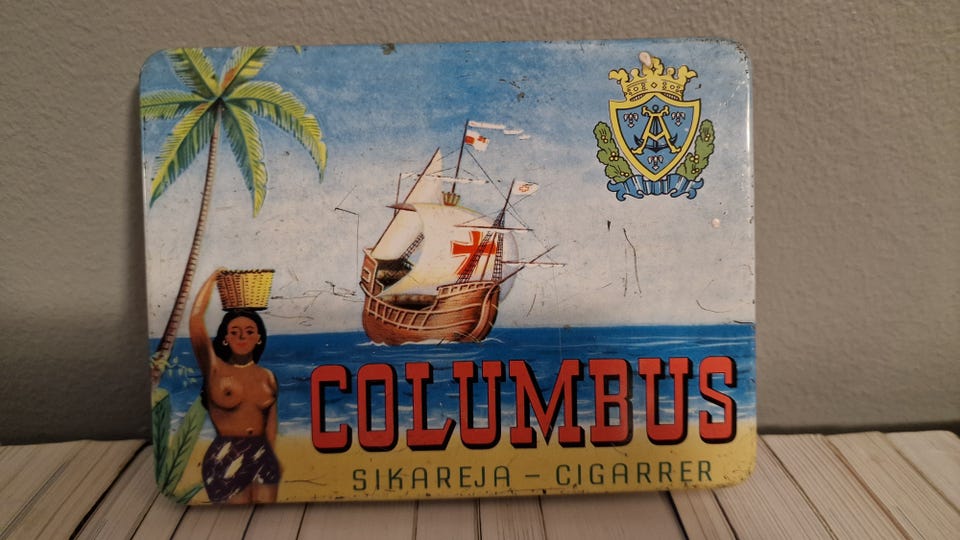 A
COLUMBUS
SIKAREJA - CIGARRER